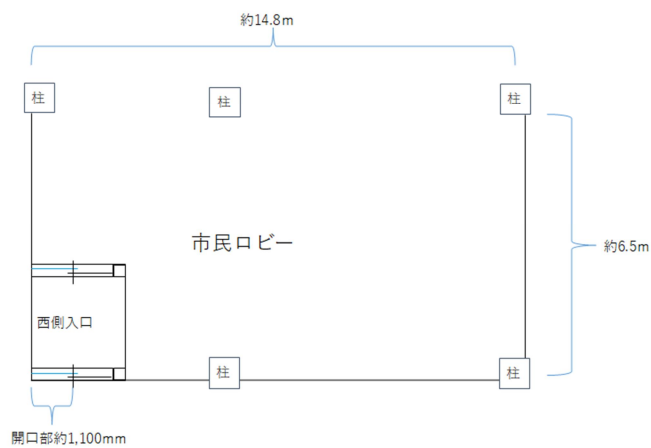 約14.8m
柱
柱
柱
市民ロビー
約6.5m
西側入口
柱
柱
開口部約1,100mm